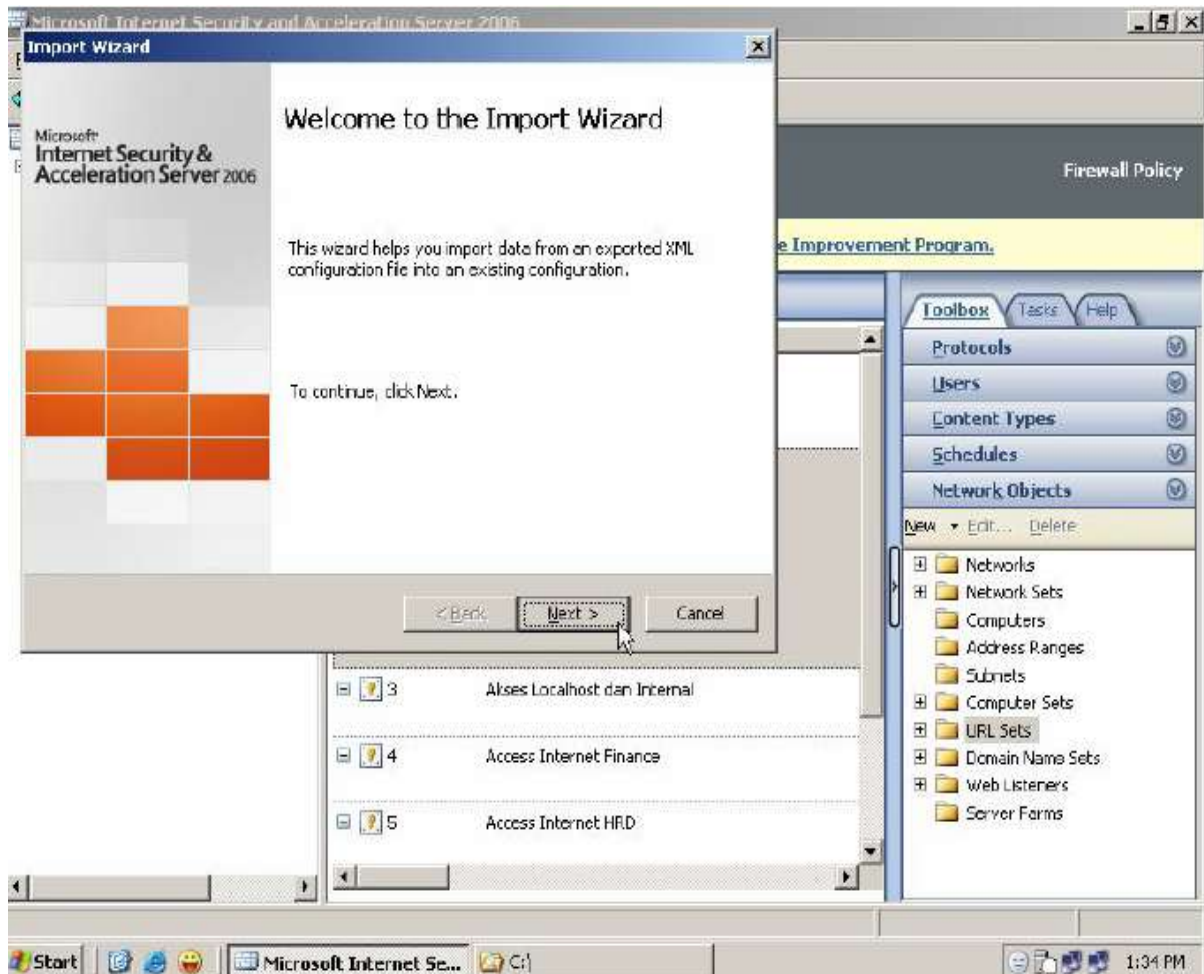 Microsoft Internet Security and Acceleration Server 2006
Import Wizard
Microsoft
Internet Security &
Acceleration Server 2006
Welcome to the Import Wizard
This wizard helps you import data from an exported XML
configuration file into an existing configuration.
To continue, click Next.
< Back
Next >
Cancel
Firewall Policy
e Improvement Program.
Toolbox
Tasks
Help
Protocols
Users
Content Types
Schedules
Network Objects
New
Edit...
Delete
Networks
Network Sets
Computers
Address Ranges
Subnets
Computer Sets
URL Sets
Domain Name Sets
Web Listeners
Server Farms
3 Akses Localhost dan Internal
4 Access Internet Finance
5 Access Internet HRD
Start
Microsoft Internet Se...
C:\
1:34 PM